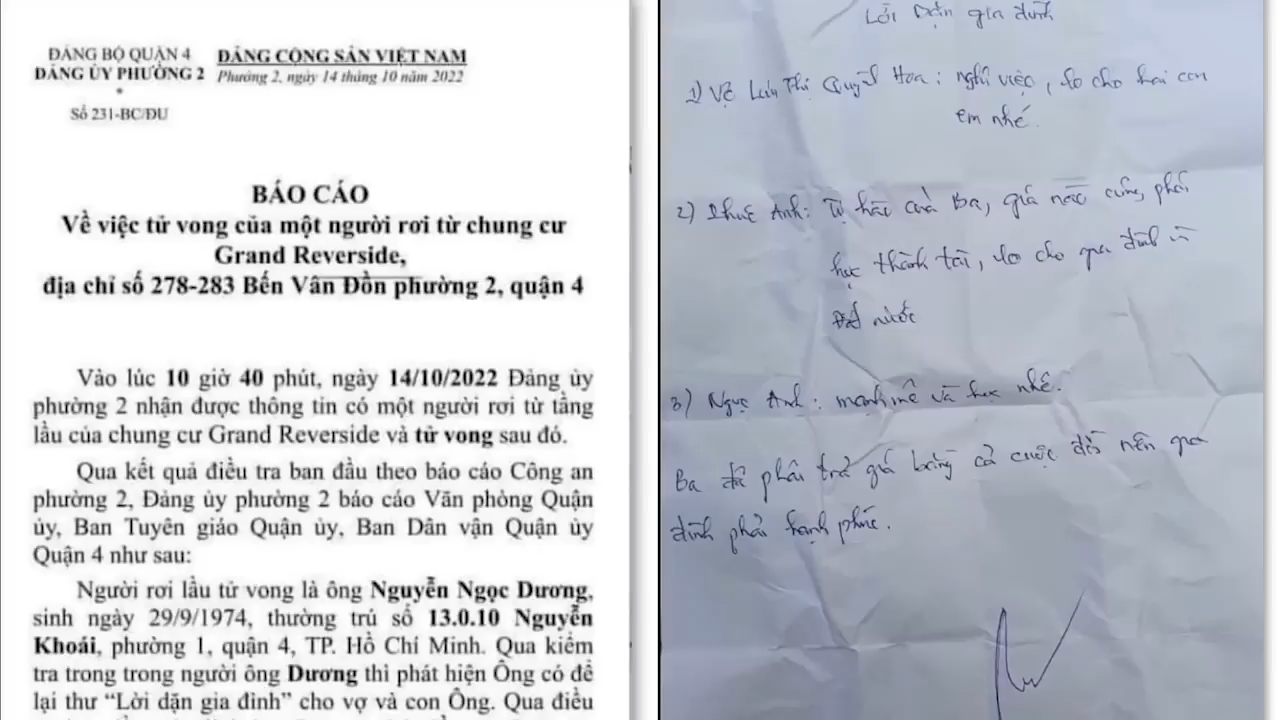 ĐẢNG BỘ QUẬN 4
ĐẢNG ỦY PHƯỜNG 2
*
Số 231-BC/ĐU
ĐẢNG CỘNG SẢN VIỆT NAM
Phường 2, ngày 14 tháng 10 năm 2022
BÁO CÁO
Về việc tử vong của một người rơi từ chung cư
Grand Reverside,
địa chỉ số 278-283 Bến Vân Đồn phường 2, quận 4
Vào lúc 10 giờ 40 phút, ngày 14/10/2022 Đảng ủy
phường 2 nhận được thông tin có một người rơi từ tầng
lầu của chung cư Grand Reverside và tử vong sau đó.
Qua kết quả điều tra ban đầu theo báo cáo Công an
phường 2, Đảng ủy phường 2 báo cáo Văn phòng Quận
ủy, Ban Tuyên giáo Quận ủy, Ban Dân vận Quận ủy
Quận 4 như sau:
Người rơi lầu tử vong là ông Nguyễn Ngọc Dương,
sinh ngày 29/9/1974, thường trú số 13.0.10 Nguyễn
Khoái, phường 1, quận 4, TP. Hồ Chí Minh. Qua kiểm
tra trong trong người ông Dương thì phát hiện Ông có để
lại thư “Lời dặn gia đình” cho vợ và con Ông. Qua điều
Lời Dặn gia đình
1) Vợ Lưu Thị Quỳnh Hoa: nghỉ việc, lo cho hai con
em nhé.
2) Anh: Tự hào của Ba, giá nào cũng phải
học thành tài, lo cho gia đình và
nước
3) Ngọc Anh: mạnh mẽ và học nhé.
Ba đã phải trả giá bằng cả cuộc đời nên gia
đình phải hạnh phúc.